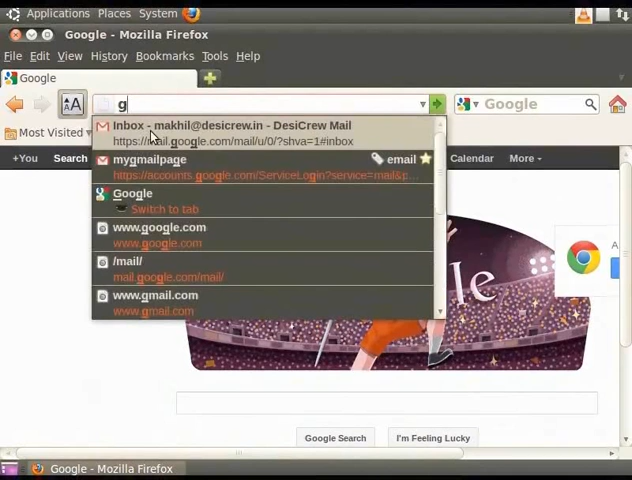 Applications Places System
Google - Mozilla Firefox
File Edit View History Bookmarks Tools Help
Google
AA g Google
Most Visited
Inbox - makhil@desicrew.in - DesiCrew Mail
https://mail.google.com/mail/u/0/?shva=1#inbox
mygmailpage email
https://accounts.google.com/ServiceLogin?service=mail&p...
Google
Switch to tab
www.google.com
www.google.com
/mail/
mail.google.com/mail/
www.gmail.com
www.gmail.com
+You Search Calendar More
gle
A
Google Search I'm Feeling Lucky
Google - Mozilla Firefox